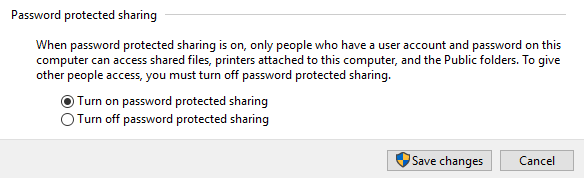 Password protected sharing
When password protected sharing is on, only people who have a user account and password on this
computer can access shared files, printers attached to this computer, and the Public folders. To give
other people access, you must turn off password protected sharing.
Turn on password protected sharing
Turn off password protected sharing
Save changes
Cancel